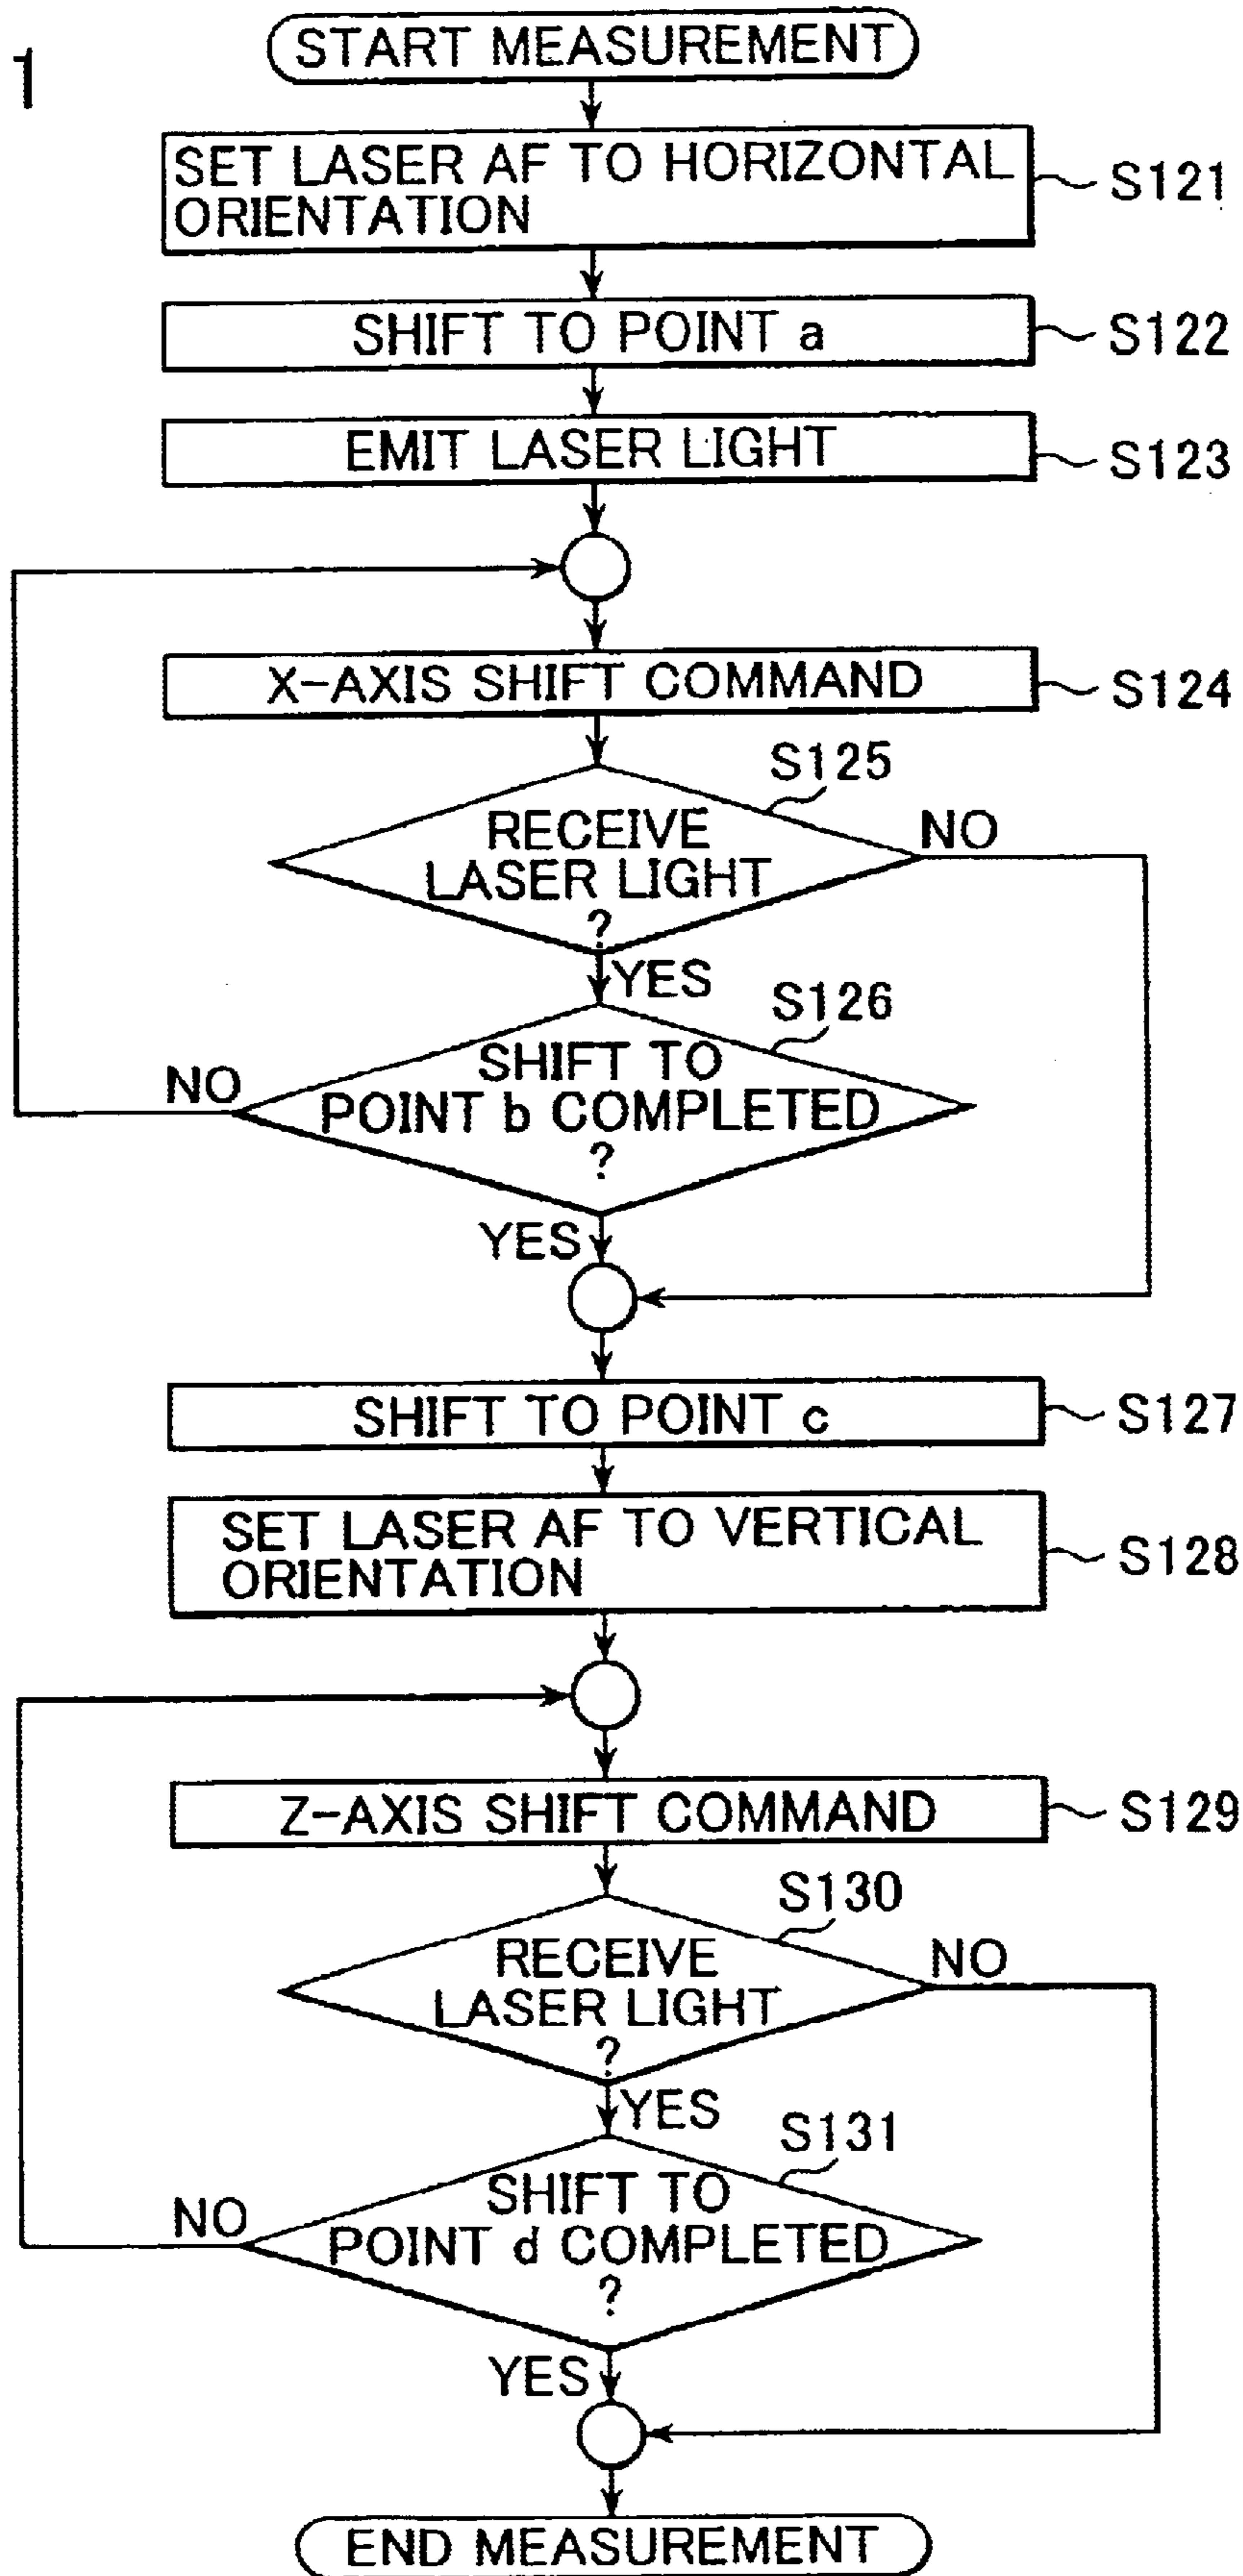 1
START MEASUREMENT
SET LASER AF TO HORIZONTAL
ORIENTATION
S121
SHIFT TO POINT a
S122
EMIT LASER LIGHT
S123
X-AXIS SHIFT COMMAND
S124
S125
RECEIVE
LASER LIGHT
?
NO
YES
S126
SHIFT TO
POINT b COMPLETED
?
NO
YES
SHIFT TO POINT c
S127
SET LASER AF TO VERTICAL
ORIENTATION
S128
Z-AXIS SHIFT COMMAND
S129
S130
RECEIVE
LASER LIGHT
?
NO
YES
S131
SHIFT TO
POINT d COMPLETED
?
NO
YES
END MEASUREMENT